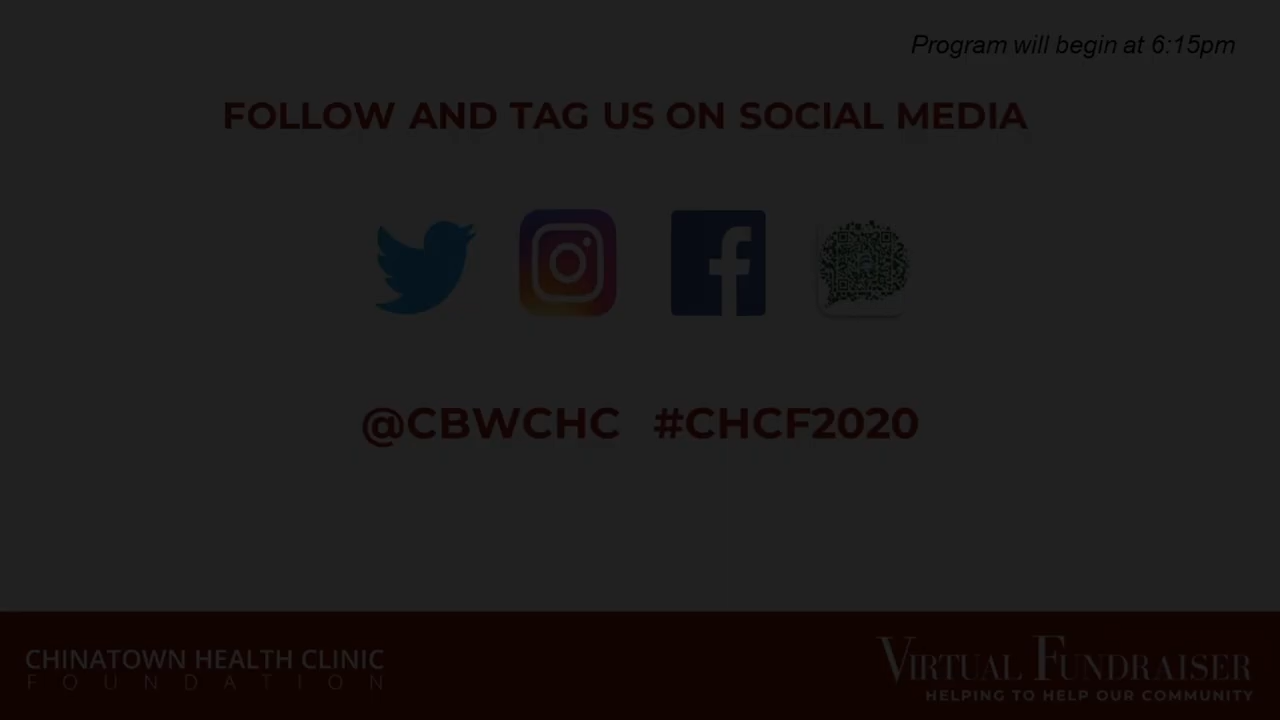 Program will begin at 6:15pm
FOLLOW AND TAG US ON SOCIAL MEDIA
@CBWCHC #CHCF2020
CHINATOWN HEALTH CLINIC
FOUNDATION
VIRTUAL FUNDRAISER
HELPING TO HELP OUR COMMUNITY